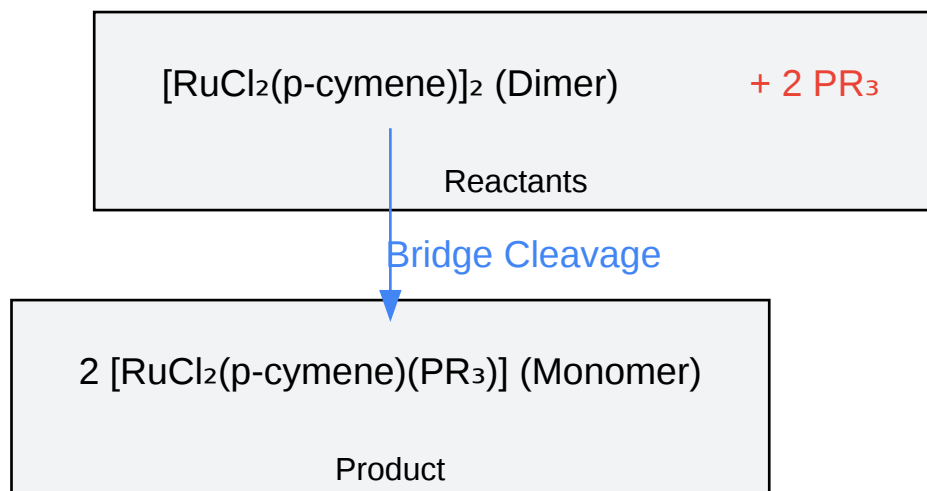 [RuCl₂(p-cymene)]₂ (Dimer) + 2 PR₃
Reactants
Bridge Cleavage
2 [RuCl₂(p-cymene)(PR₃)] (Monomer)
Product